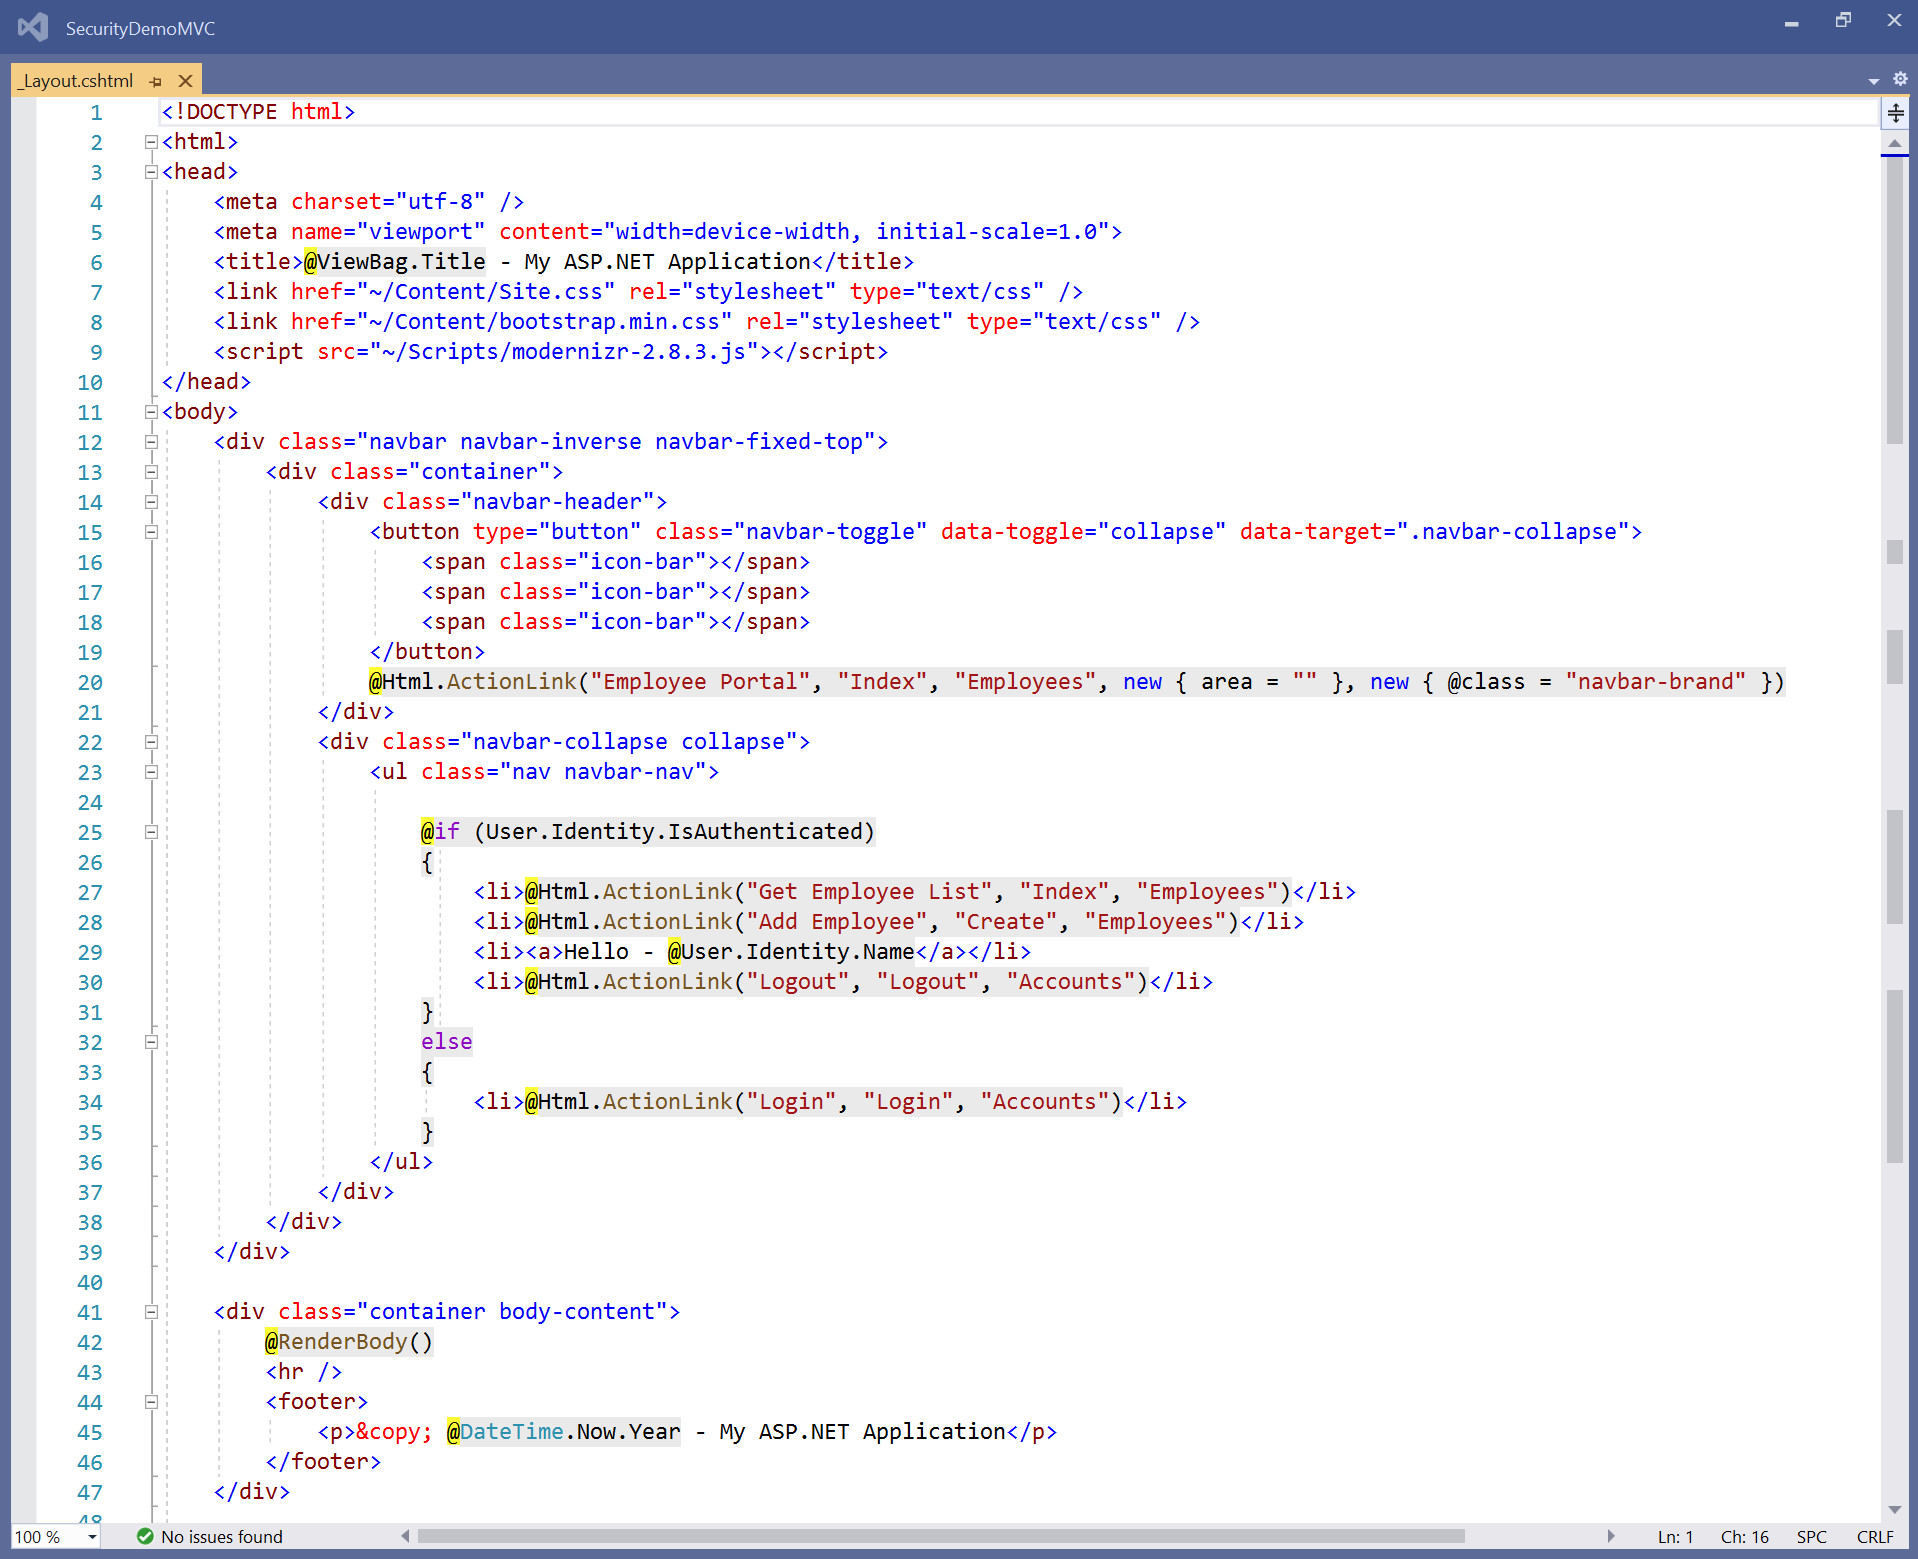 SecurityDemoMVC
_Layout.cshtml
1 <!DOCTYPE html>
2 <html>
3 <head>
4     <meta charset="utf-8" />
5     <meta name="viewport" content="width=device-width, initial-scale=1.0">
6     <title>@ViewBag.Title - My ASP.NET Application</title>
7     <link href="~/Content/Site.css" rel="stylesheet" type="text/css" />
8     <link href="~/Content/bootstrap.min.css" rel="stylesheet" type="text/css" />
9     <script src="~/Scripts/modernizr-2.8.3.js"></script>
10 </head>
11 <body>
12     <div class="navbar navbar-inverse navbar-fixed-top">
13         <div class="container">
14             <div class="navbar-header">
15                 <button type="button" class="navbar-toggle" data-toggle="collapse" data-target=".navbar-collapse">
16                     <span class="icon-bar"></span>
17                     <span class="icon-bar"></span>
18                     <span class="icon-bar"></span>
19                 </button>
20                 @Html.ActionLink("Employee Portal", "Index", "Employees", new { area = "" }, new { @class = "navbar-brand" })
21             </div>
22             <div class="navbar-collapse collapse">
23                 <ul class="nav navbar-nav">
24
25                     @if (User.Identity.IsAuthenticated)
26                     {
27                         <li>@Html.ActionLink("Get Employee List", "Index", "Employees")</li>
28                         <li>@Html.ActionLink("Add Employee", "Create", "Employees")</li>
29                         <li><a>Hello - @User.Identity.Name</a></li>
30                         <li>@Html.ActionLink("Logout", "Logout", "Accounts")</li>
31                     }
32                     else
33                     {
34                         <li>@Html.ActionLink("Login", "Login", "Accounts")</li>
35                     }
36                 </ul>
37             </div>
38         </div>
39     </div>
40
41     <div class="container body-content">
42         @RenderBody()
43         <hr />
44         <footer>
45             <p>&copy; @DateTime.Now.Year - My ASP.NET Application</p>
46         </footer>
47     </div>
48
100 % No issues found Ln: 1 Ch: 16 SPC CRLF